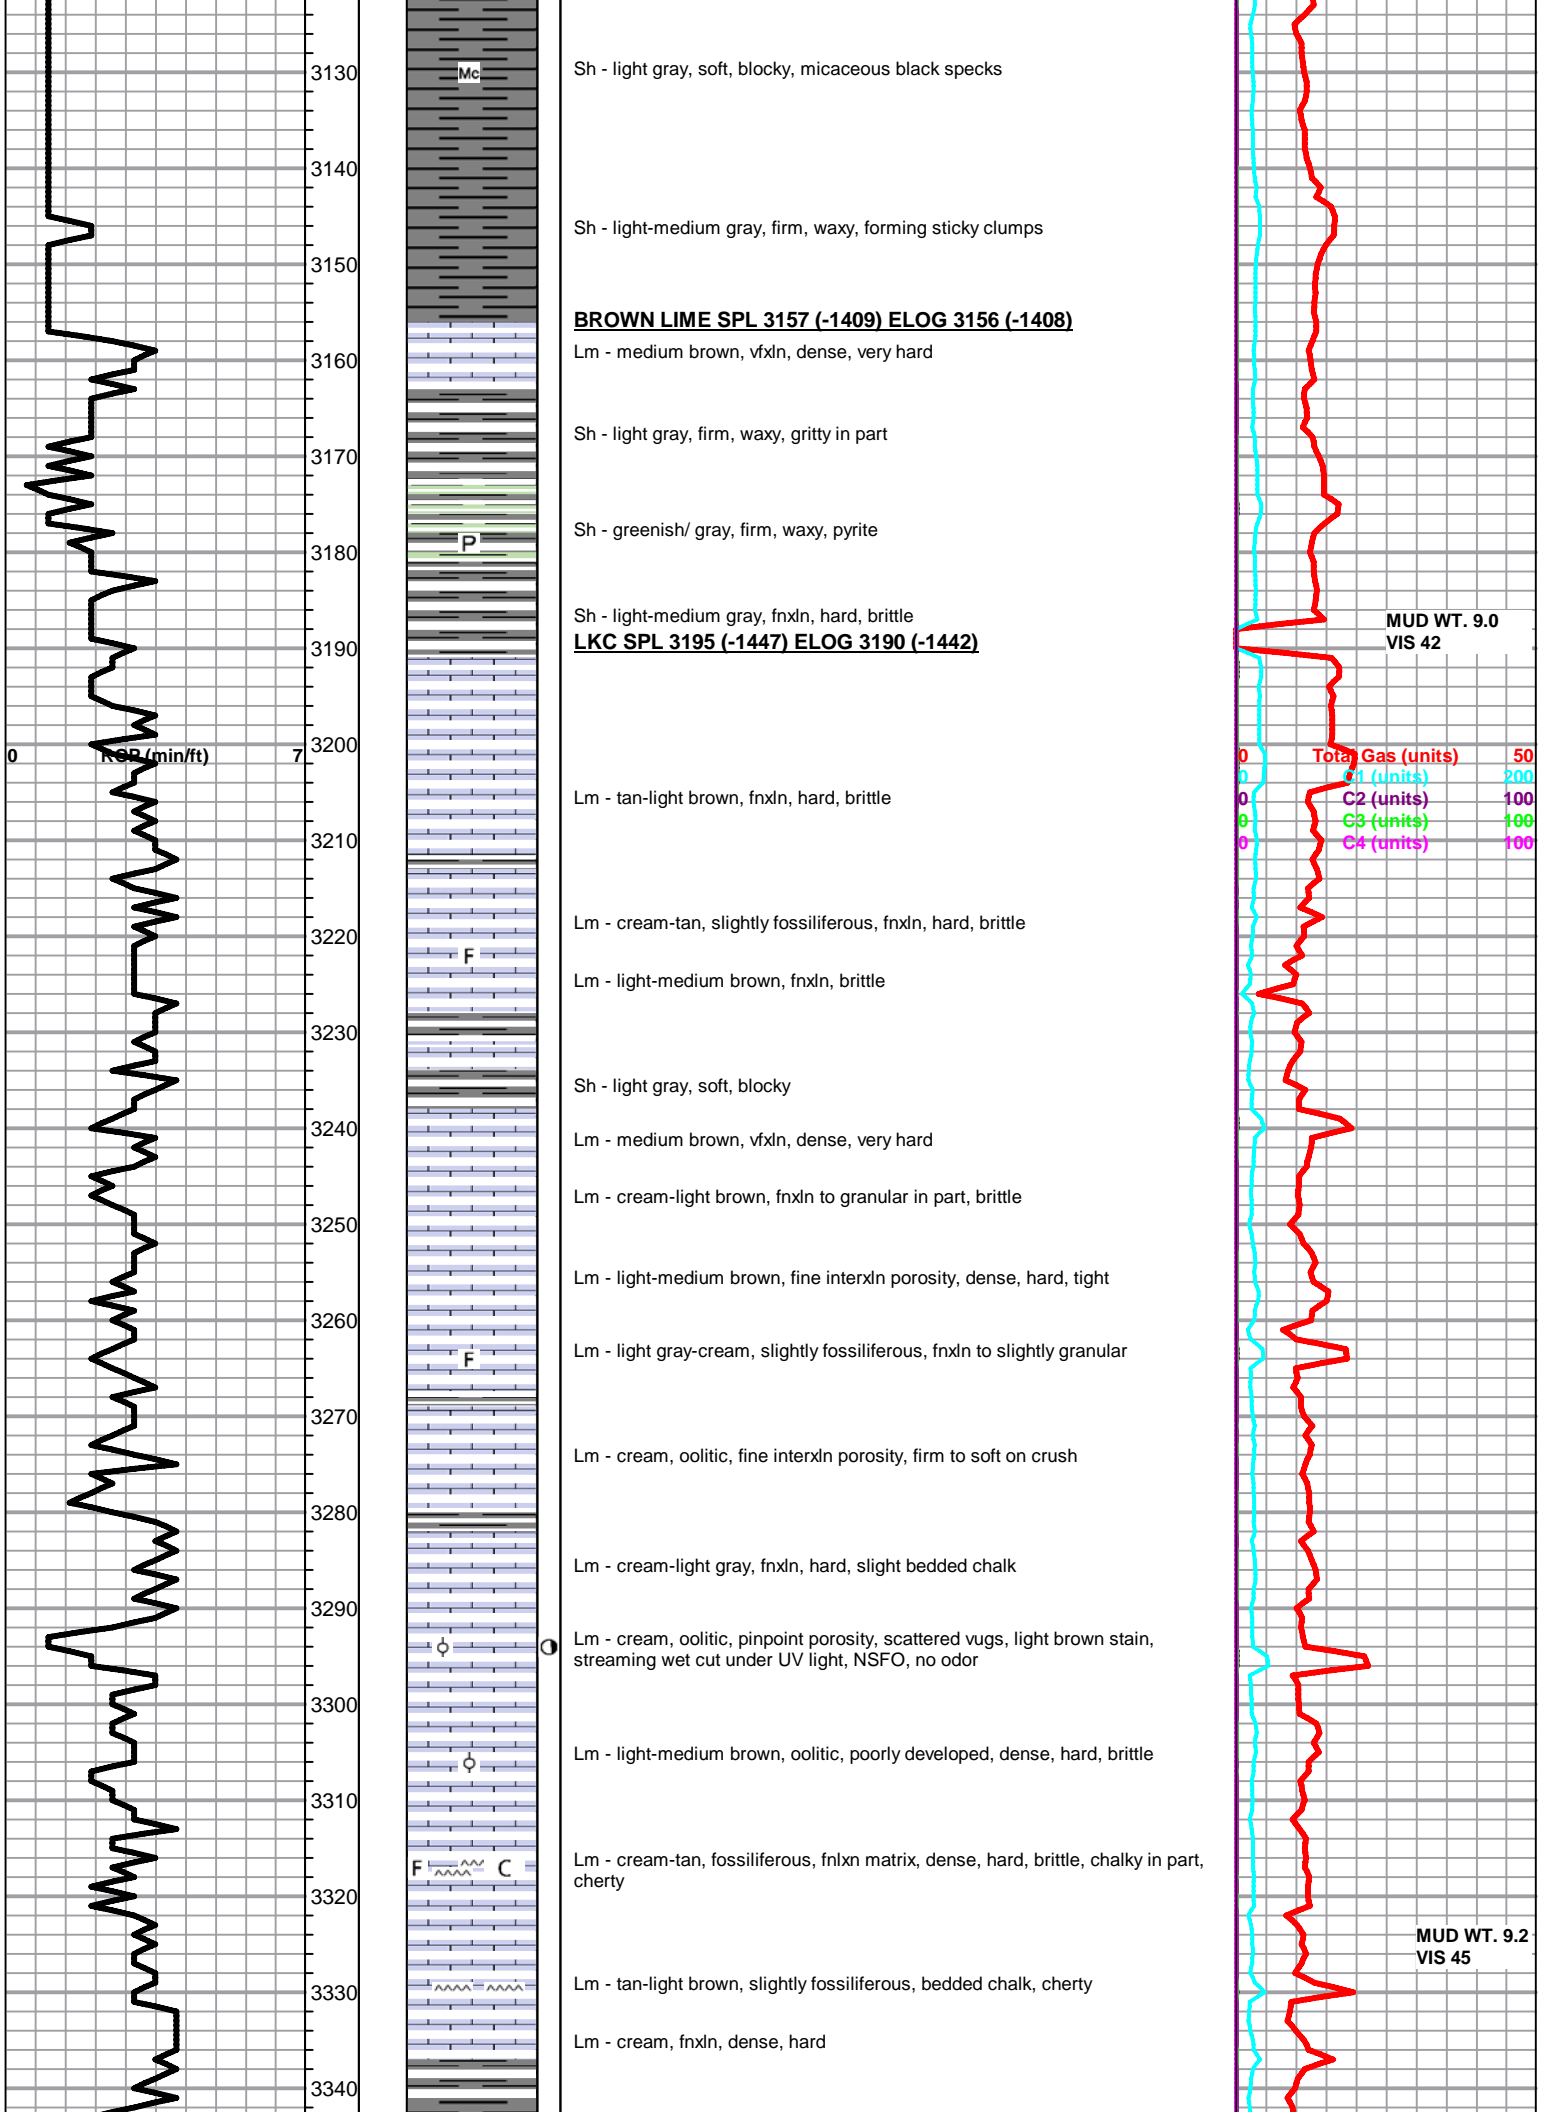 3130
Mc
Sh - light gray, soft, blocky, micaceous black specks
3140
Sh - light-medium gray, firm, waxy, forming sticky clumps
3150
BROWN LIME SPL 3157 (-1409) ELOG 3156 (-1408)
Lm - medium brown, vfxln, dense, very hard
3160
Sh - light gray, firm, waxy, gritty in part
3170
Sh - greenish/ gray, firm, waxy, pyrite
P
3180
Sh - light-medium gray, fnxln, hard, brittle
MUD WT. 9.0
VIS 42
LKC SPL 3195 (-1447) ELOG 3190 (-1442)
3190
3200
0 ROP (min/ft) 7
0 Total Gas (units) 50
0 C1 (units) 200
0 C2 (units) 100
0 C3 (units) 100
0 C4 (units) 100
Lm - tan-light brown, fnxln, hard, brittle
3210
Lm - cream-tan, slightly fossiliferous, fnxln, hard, brittle
3220
F
Lm - light-medium brown, fnxln, brittle
3230
Sh - light gray, soft, blocky
3240
Lm - medium brown, vfxln, dense, very hard
Lm - cream-light brown, fnxln to granular in part, brittle
3250
Lm - light-medium brown, fine interxln porosity, dense, hard, tight
3260
Lm - light gray-cream, slightly fossiliferous, fnxln to slightly granular
F
3270
Lm - cream, oolitic, fine interxln porosity, firm to soft on crush
3280
Lm - cream-light gray, fnxln, hard, slight bedded chalk
3290
Lm - cream, oolitic, pinpoint porosity, scattered vugs, light brown stain,
streaming wet cut under UV light, NSFO, no odor
3300
Lm - light-medium brown, oolitic, poorly developed, dense, hard, brittle
3310
Lm - cream-tan, fossiliferous, fnlxn matrix, dense, hard, brittle, chalky in part,
cherty
F C
3320
MUD WT. 9.2
VIS 45
Lm - tan-light brown, slightly fossiliferous, bedded chalk, cherty
3330
Lm - cream, fnxln, dense, hard
3340